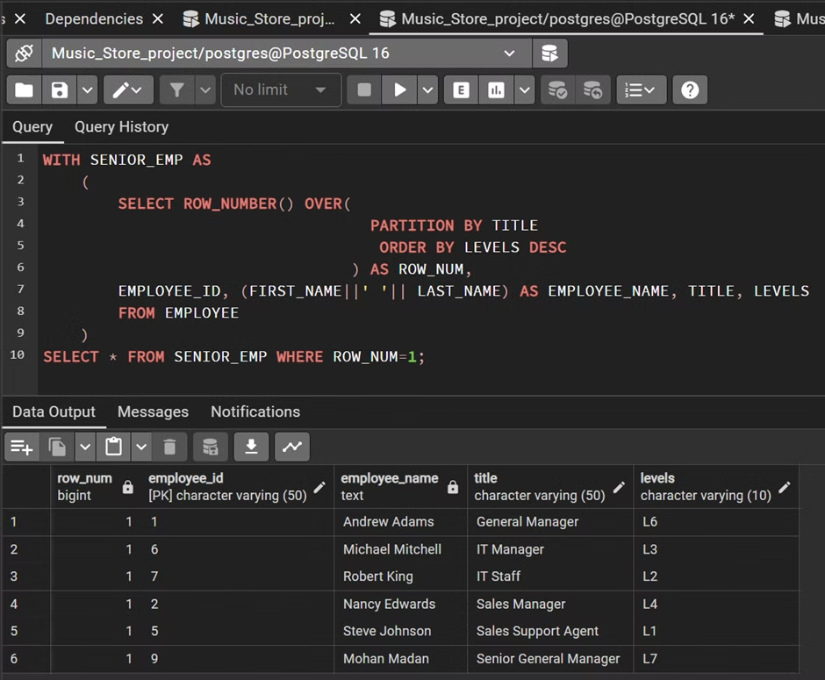 s × Dependencies × Music_Store_proj... × Music_Store_project/postgres@PostgreSQL 16* × Mus
Music_Store_project/postgres@PostgreSQL 16
No limit E
Query Query History
1 WITH SENIOR_EMP AS
2 (
3 SELECT ROW_NUMBER() OVER(
4 PARTITION BY TITLE
5 ORDER BY LEVELS DESC
6 ) AS ROW_NUM,
7 EMPLOYEE_ID, (FIRST_NAME||' '|| LAST_NAME) AS EMPLOYEE_NAME, TITLE, LEVELS
8 FROM EMPLOYEE
9 )
10 SELECT * FROM SENIOR_EMP WHERE ROW_NUM=1;
Data Output Messages Notifications
row_num employee_id employee_name title levels
bigint [PK] character varying (50) text character varying (50) character varying (10)
1 1 1 Andrew Adams General Manager L6
2 1 6 Michael Mitchell IT Manager L3
3 1 7 Robert King IT Staff L2
4 1 2 Nancy Edwards Sales Manager L4
5 1 5 Steve Johnson Sales Support Agent L1
6 1 9 Mohan Madan Senior General Manager L7